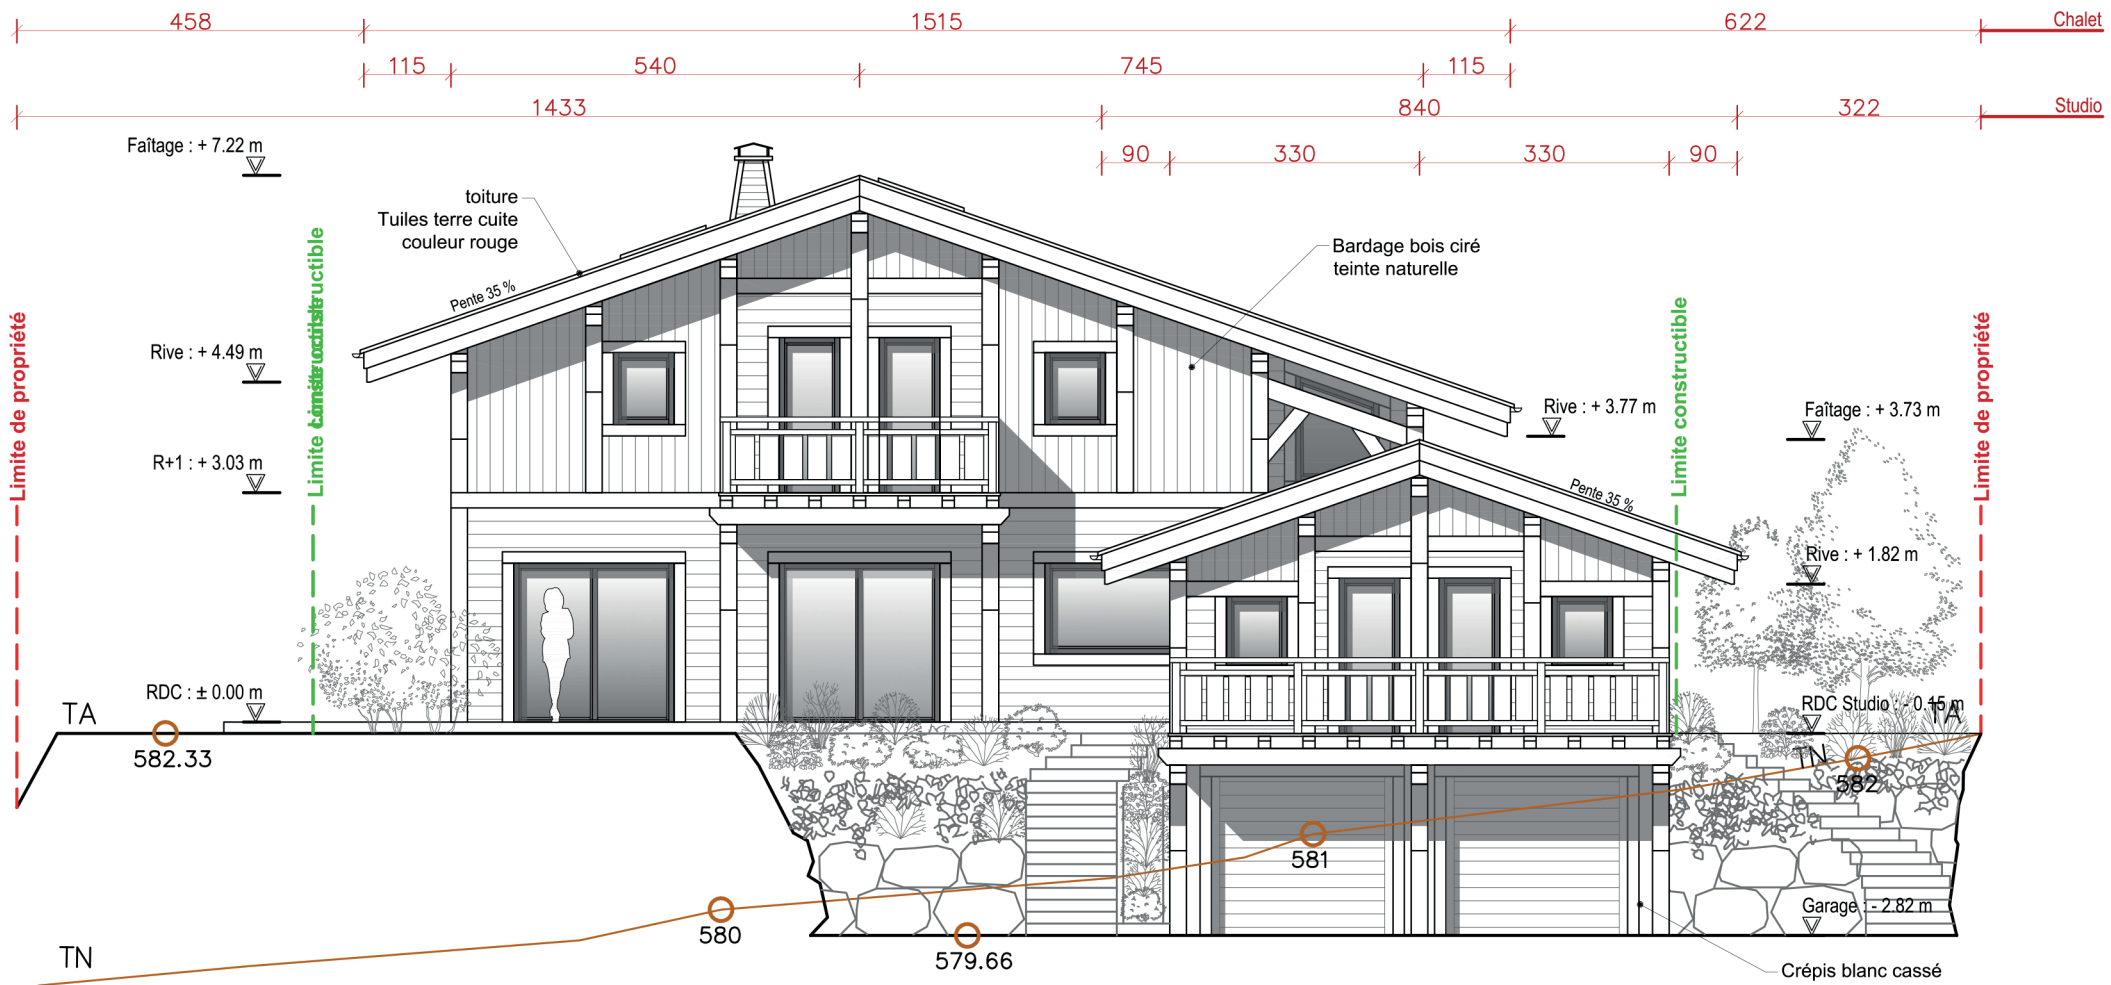 458
1515
622
Chalet
115
540
745
115
1433
840
322
Studio
90
330
330
90
Faîtage : + 7.22 m
toiture
Tuiles terre cuite
couleur rouge
Bardage bois ciré
teinte naturelle
Pente 35 %
Limite de propriété
Limite constructible
Limite constructible
Limite constructible
Limite de propriété
Rive : + 4.49 m
Rive : + 3.77 m
Faîtage : + 3.73 m
R+1 : + 3.03 m
Pente 35 %
Rive : + 1.82 m
RDC : ± 0.00 m
RDC Studio : - 0.15 m
TA
TA
582.33
TN
582
581
580
579.66
Garage : - 2.82 m
TN
Crépis blanc cassé